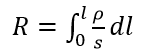 R = ∫₀ˡ ρ/s dl